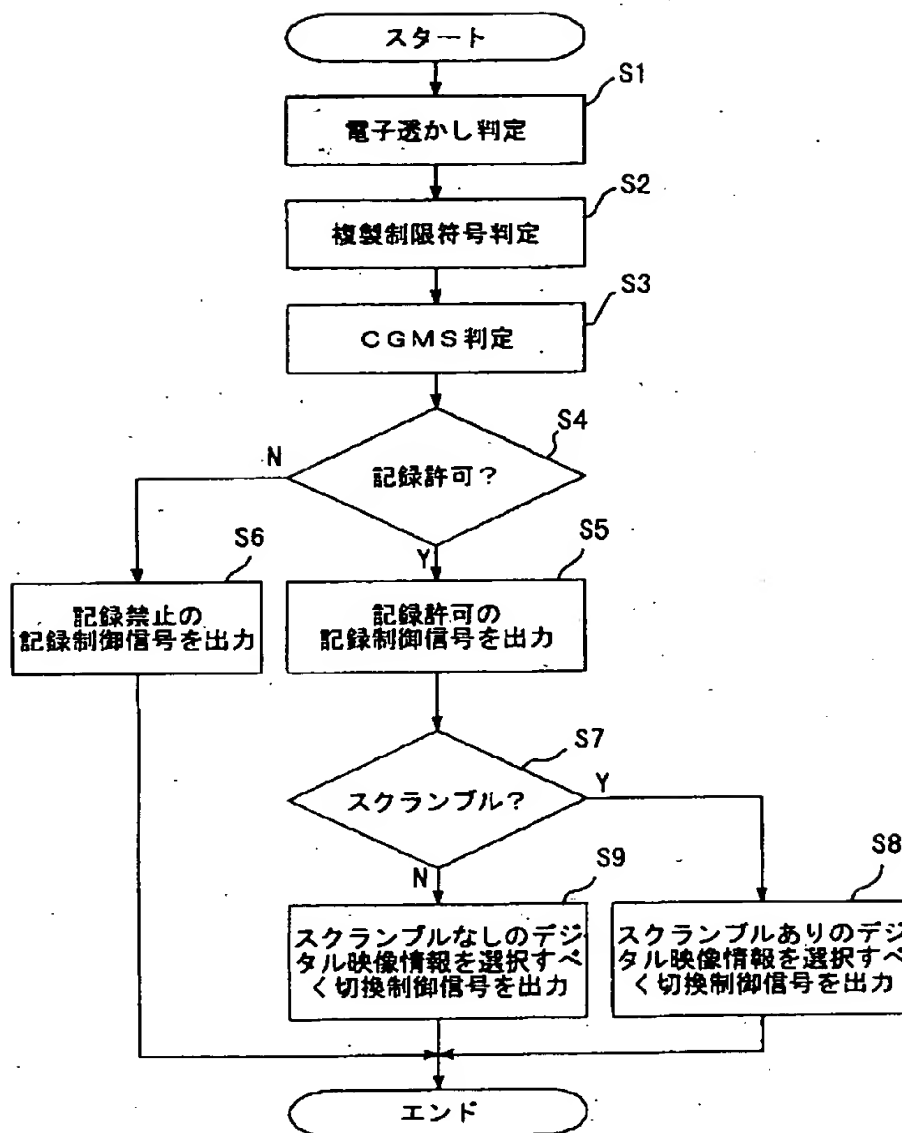 スタート
S1
電子透かし判定
S2
複製制限符号判定
S3
CGMS判定
S4
N
記録許可?
Y
S6
S5
記録禁止の
記録制御信号を出力
記録許可の
記録制御信号を出力
S7
スクランブル?
Y
N
S9
S8
スクランブルなしのデジ
タル映像情報を選択すべ
く切換制御信号を出力
スクランブルありのデジ
タル映像情報を選択すべ
く切換制御信号を出力
エンド